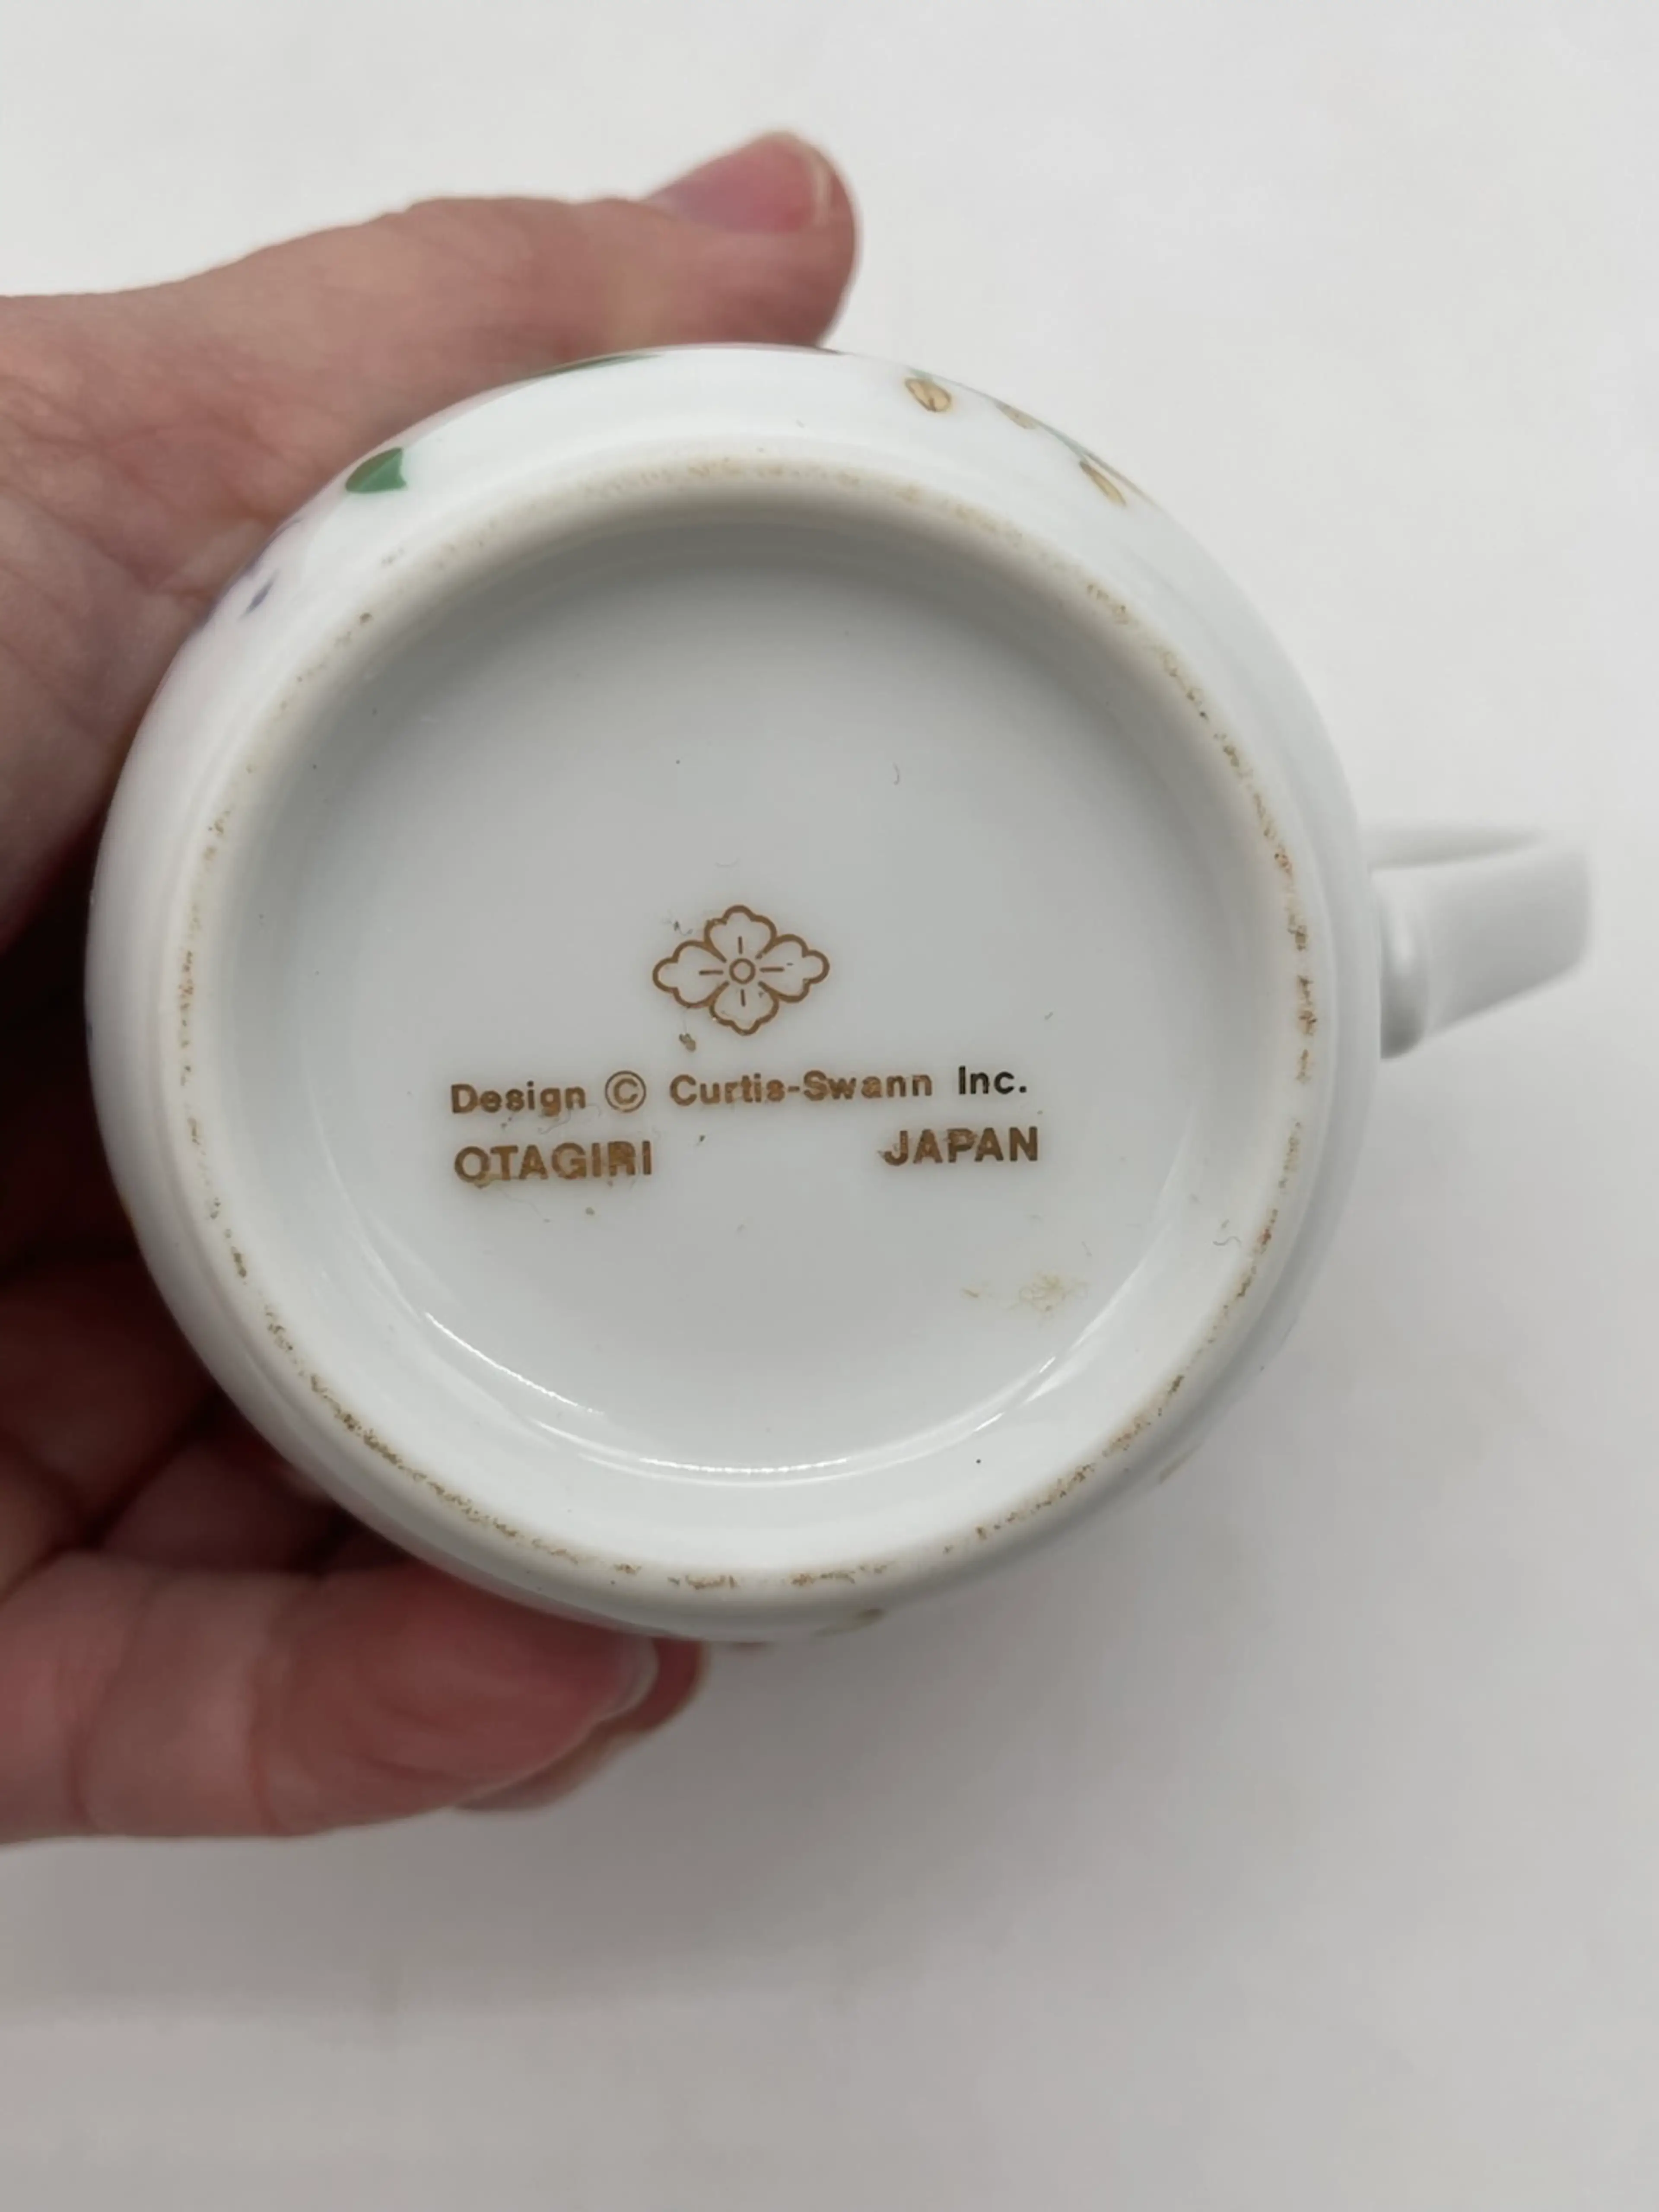 Design © Curtis-Swann Inc.
OTAGIRI JAPAN